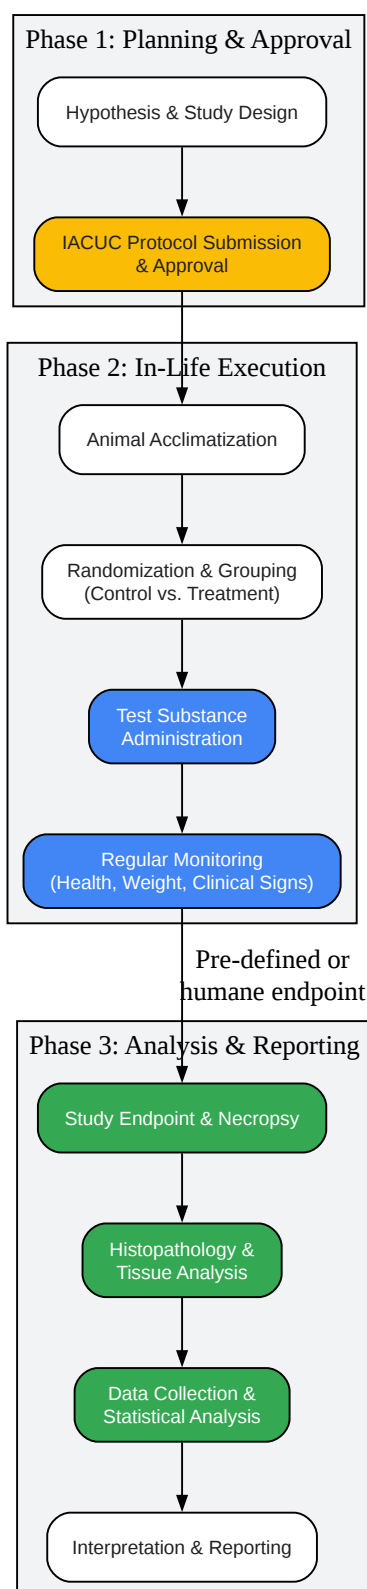 Phase 1: Planning & Approval
Hypothesis & Study Design
IACUC Protocol Submission
& Approval
Phase 2: In-Life Execution
Animal Acclimatization
Randomization & Grouping
(Control vs. Treatment)
Test Substance
Administration
Regular Monitoring
(Health, Weight, Clinical Signs)
Pre-defined or
humane endpoint
Phase 3: Analysis & Reporting
Study Endpoint & Necropsy
Histopathology &
Tissue Analysis
Data Collection &
Statistical Analysis
Interpretation & Reporting